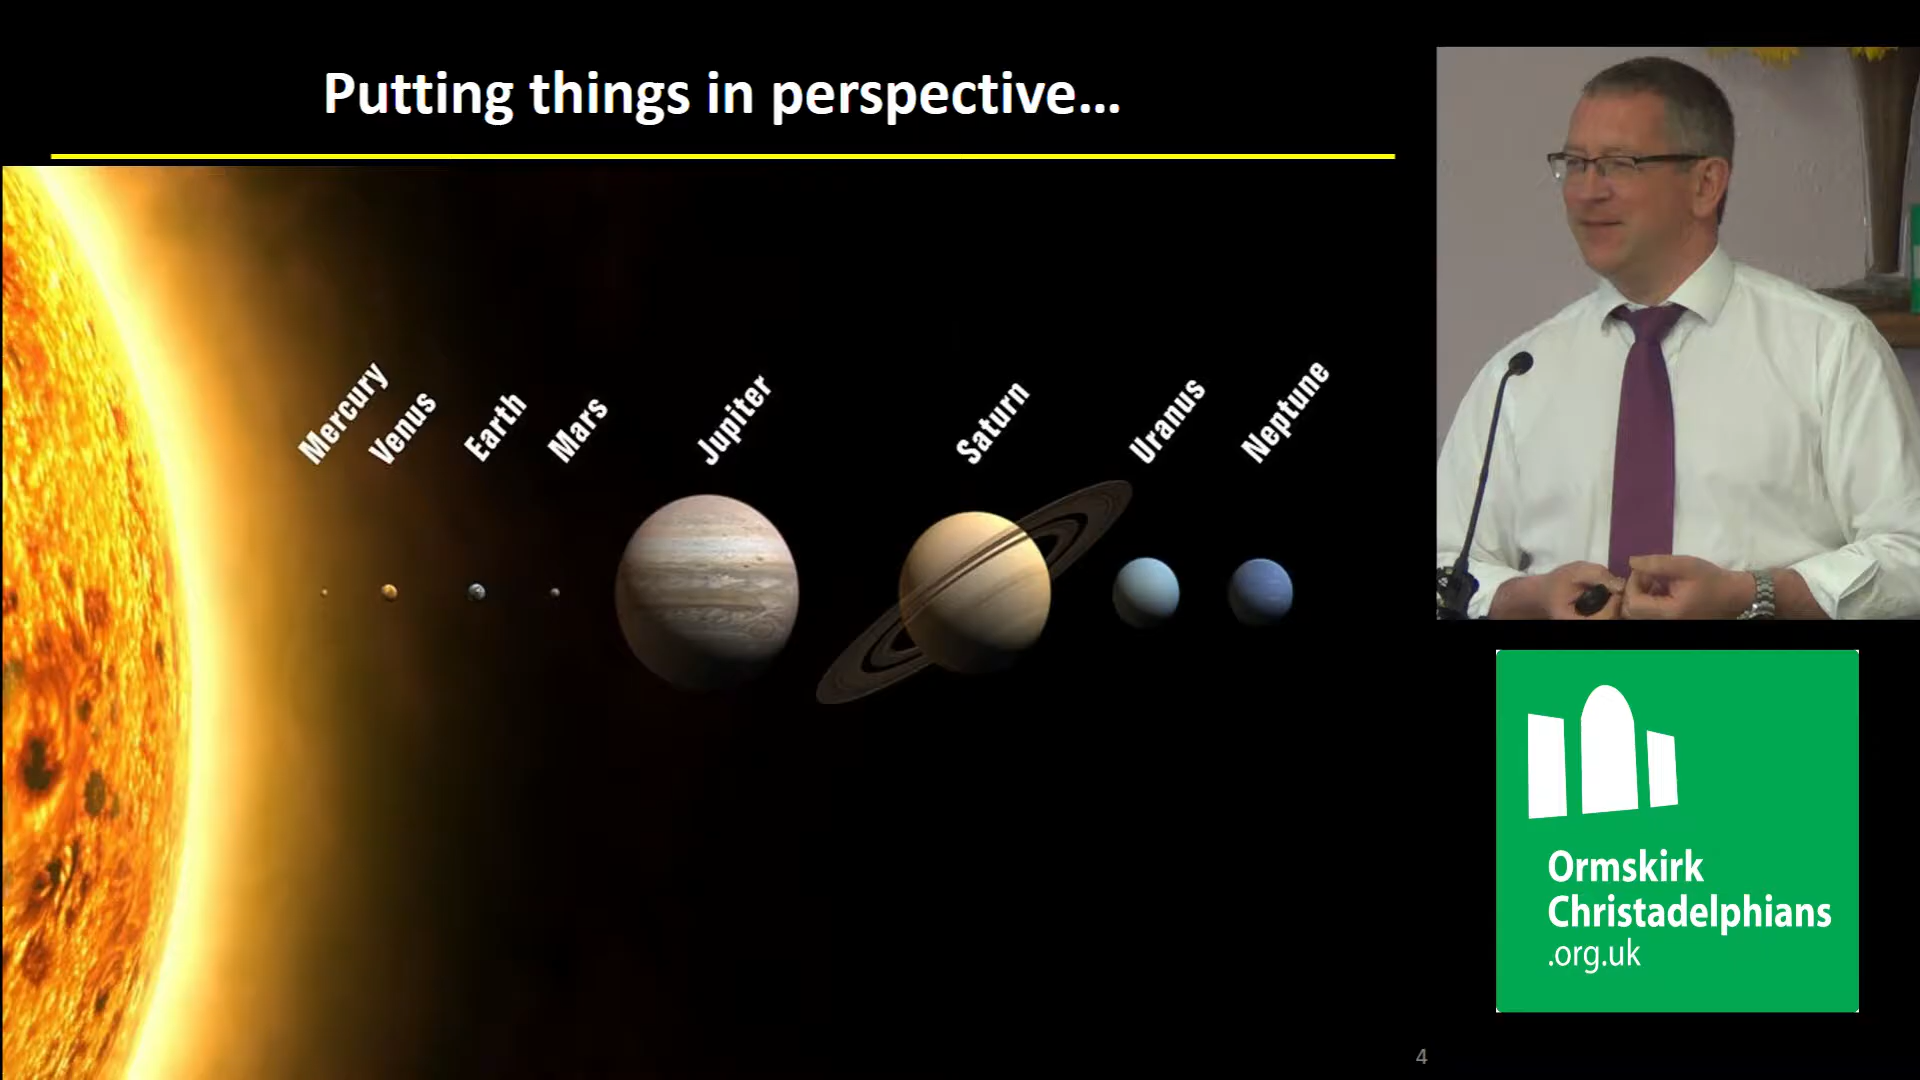 Putting things in perspective...
Mercury
Venus
Earth
Mars
Jupiter
Saturn
Uranus
Neptune
Ormskirk
Christadelphians
.org.uk
4